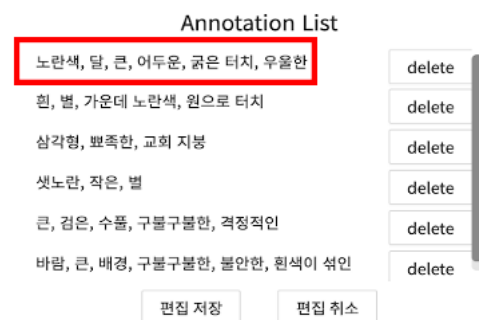 Annotation List
노란색, 달, 큰, 어두운, 굵은 터치, 우울한 delete
흰, 별, 가운데 노란색, 원으로 터치 delete
삼각형, 뾰족한, 교회 지붕 delete
샛노란, 작은, 별 delete
큰, 검은, 수풀, 구불구불한, 격정적인 delete
바람, 큰, 배경, 구불구불한, 불안한, 흰색이 섞인 delete
편집 저장 편집 취소